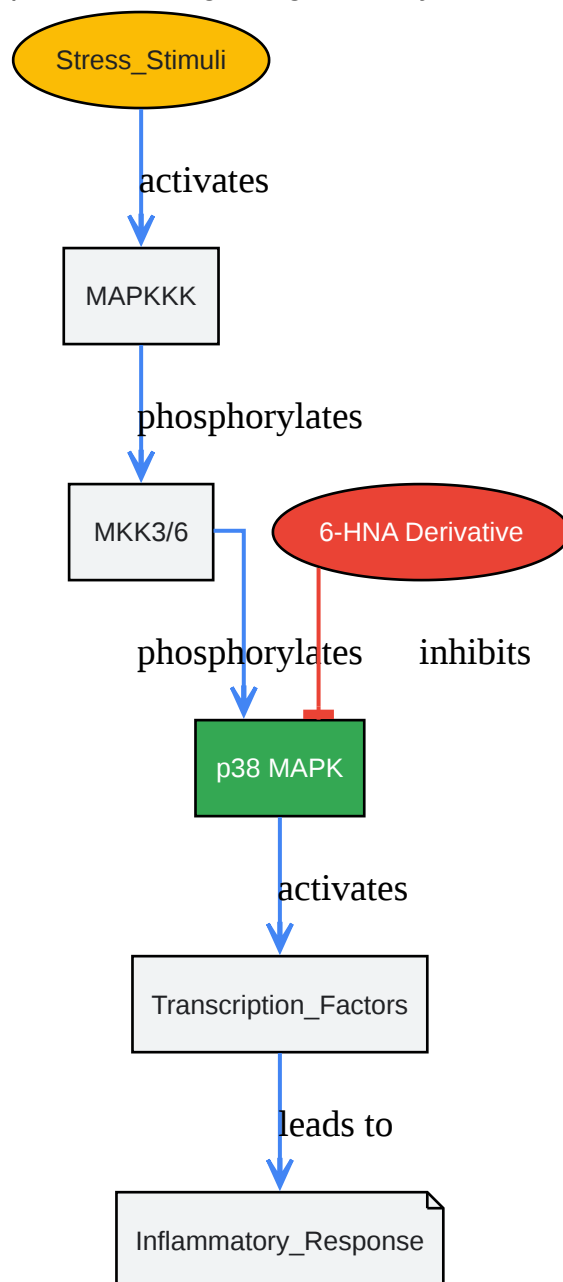 Stress_Stimuli
activates
MAPKKK
phosphorylates
MKK3/6
6-HNA Derivative
phosphorylates
inhibits
p38 MAPK
activates
Transcription_Factors
leads to
Inflammatory_Response